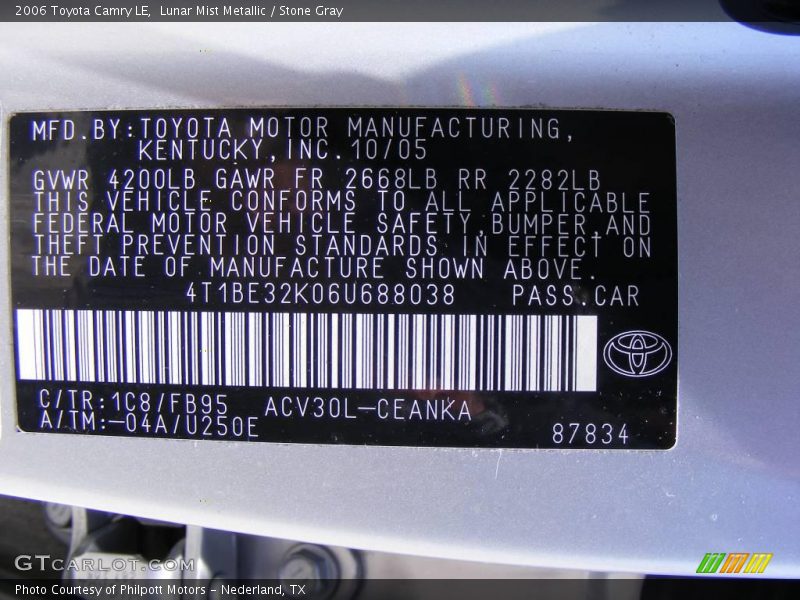 2006 Toyota Camry LE,  Lunar Mist Metallic / Stone Gray
MFD.BY:TOYOTA MOTOR MANUFACTURING,
KENTUCKY,INC.10/05
GVWR 4200LB GAWR FR 2668LB RR 2282LB
THIS VEHICLE CONFORMS TO ALL APPLICABLE
FEDERAL MOTOR VEHICLE SAFETY,BUMPER,AND
THEFT PREVENTION STANDARDS IN EFFECT ON
THE DATE OF MANUFACTURE SHOWN ABOVE.
4T1BE32K06U688038 PASS.CAR
C/TR:1C8/FB95 ACV30L-CEANKA
A/TM:-04A/U250E
87834
GTcarlot.com
Photo Courtesy of Philpott Motors - Nederland, TX